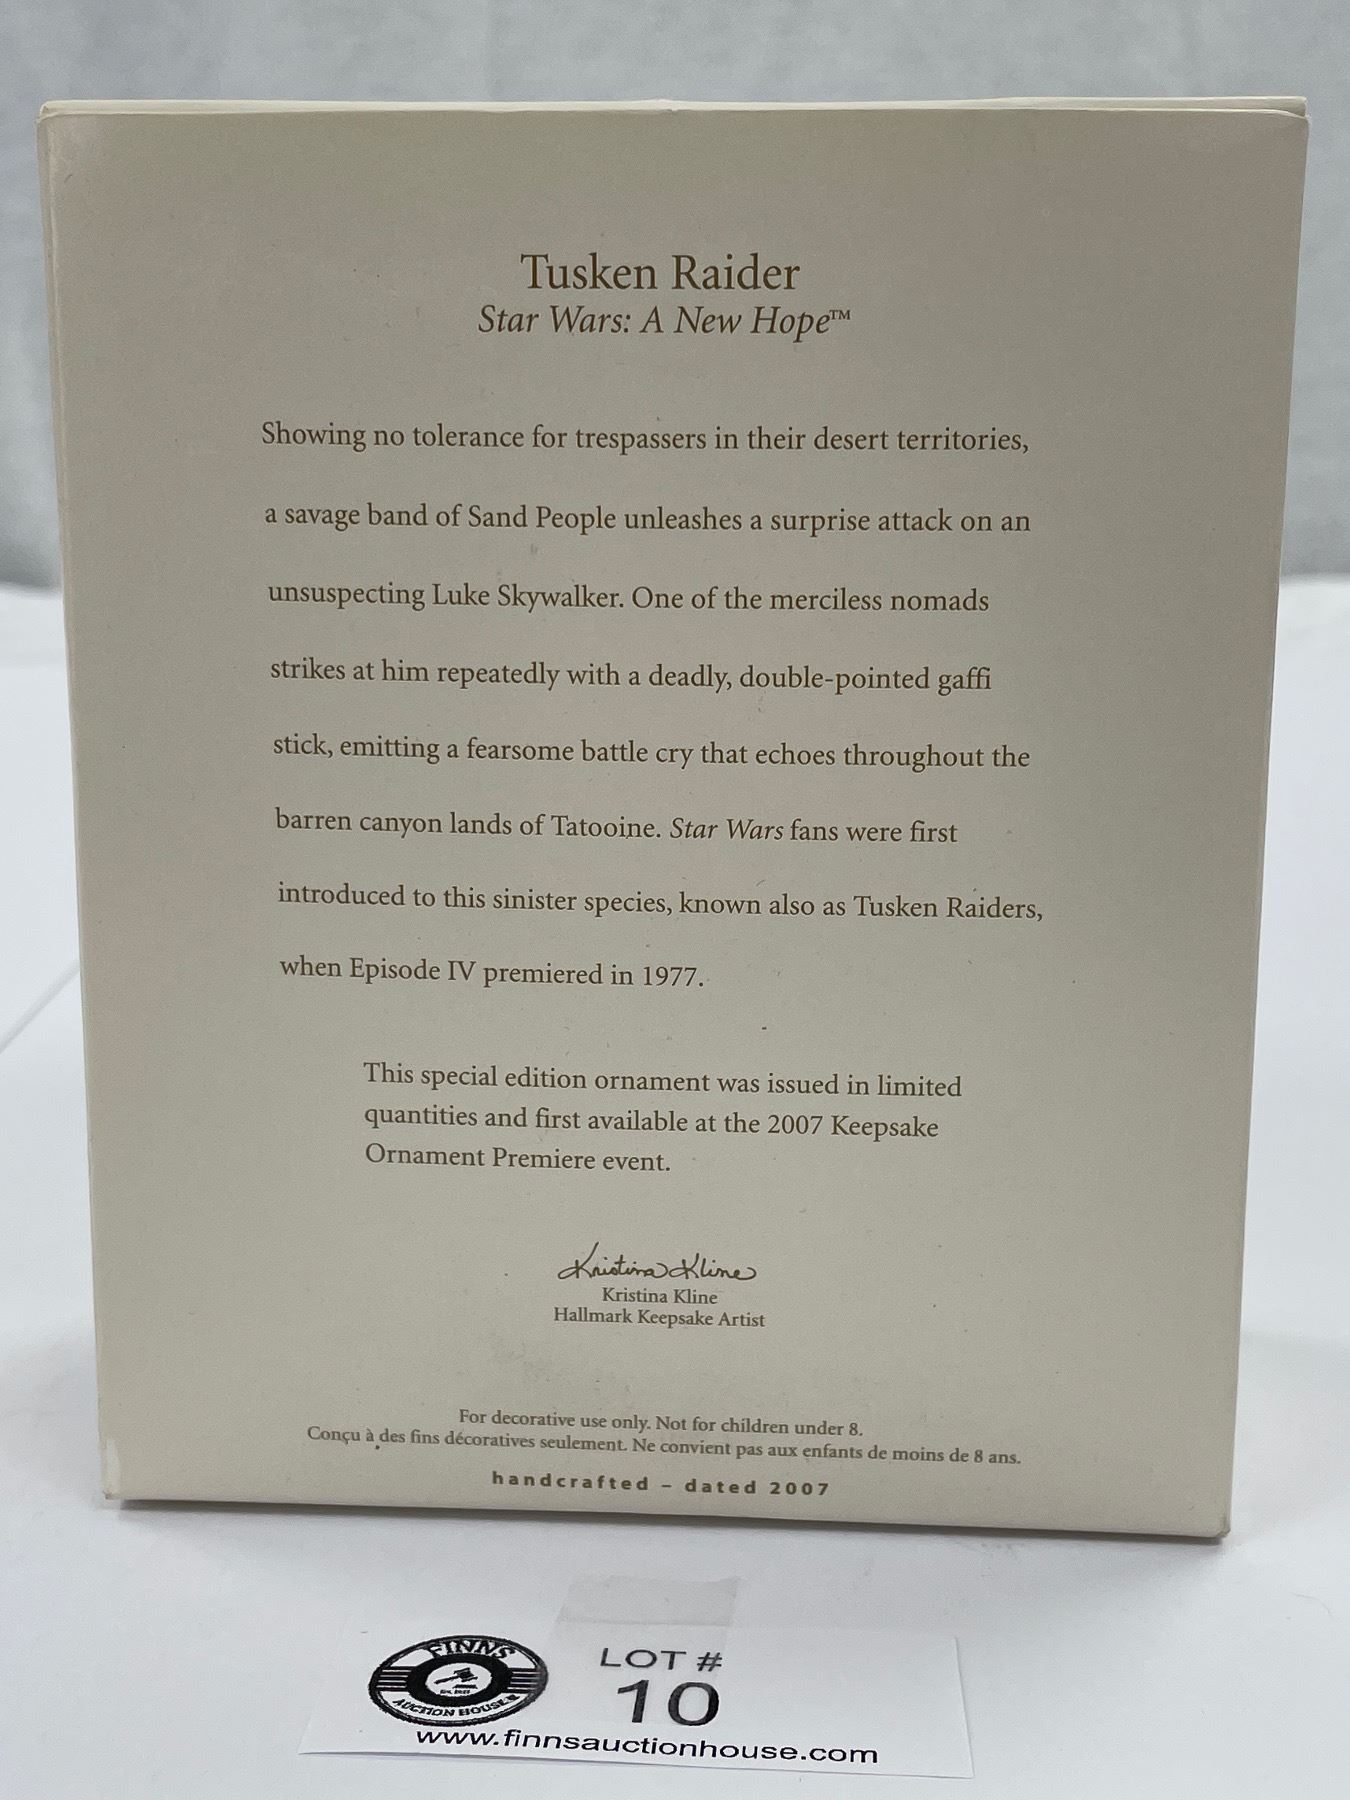 Tusken Raider
Star Wars: A New Hope™
Showing no tolerance for trespassers in their desert territories,
a savage band of Sand People unleashes a surprise attack on an
unsuspecting Luke Skywalker. One of the merciless nomads
strikes at him repeatedly with a deadly, double-pointed gaffi
stick, emitting a fearsome battle cry that echoes throughout the
barren canyon lands of Tatooine. Star Wars fans were first
introduced to this sinister species, known also as Tusken Raiders,
when Episode IV premiered in 1977.
This special edition ornament was issued in limited
quantities and first available at the 2007 Keepsake
Ornament Premiere event.
Kristina Kline
Kristina Kline
Hallmark Keepsake Artist
For decorative use only. Not for children under 8.
Conçu à des fins décoratives seulement. Ne convient pas aux enfants de moins de 8 ans.
handcrafted – dated 2007
FINNS
AUCTION HOUSE
LOT #
10
www.finnsauctionhouse.com